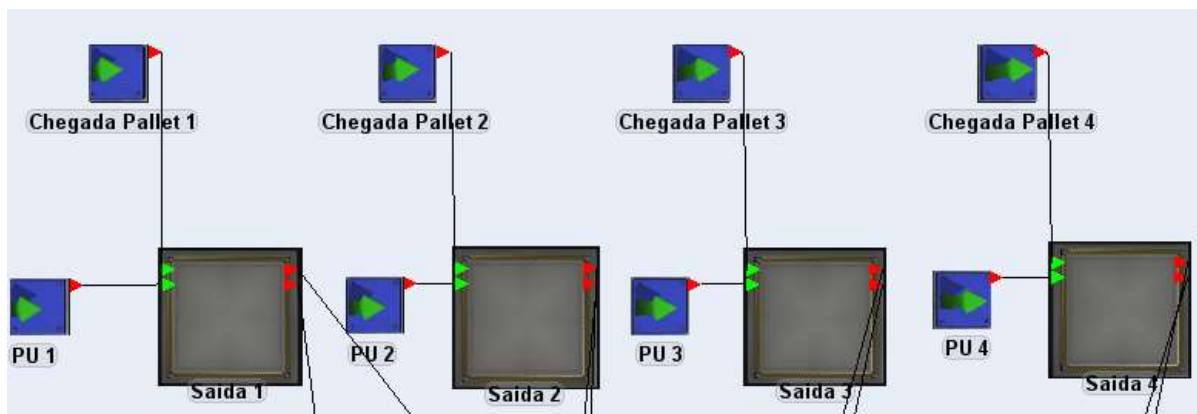 Chegada Pallet 1
Chegada Pallet 2
Chegada Pallet 3
Chegada Pallet 4
PU 1
PU 2
PU 3
PU 4
Saida 1
Saida 2
Saida 3
Saida 4